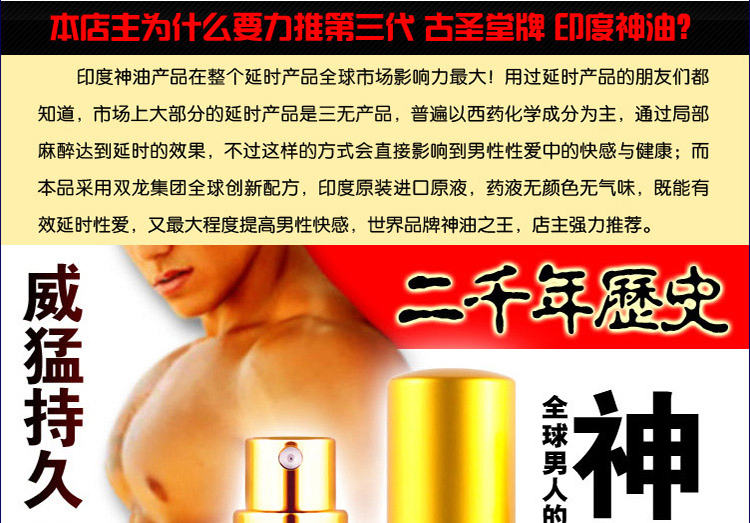 本店主为什么要力推第三代 古圣堂牌 印度神油?
印度神油产品在整个延时产品全球市场影响力最大！用过延时产品的朋友们都
知道，市场上大部分的延时产品是三无产品，普遍以西药化学成分为主，通过局部
麻醉达到延时的效果，不过这样的方式会直接影响到男性性爱中的快感与健康；而
本品采用双龙集团全球创新配方，印度原装进口原液，药液无颜色无气味，既能有
效延时性爱，又最大程度提高男性快感，世界品牌神油之王，店主强力推荐。
威猛持久
二千年歷史
全球男人的
神